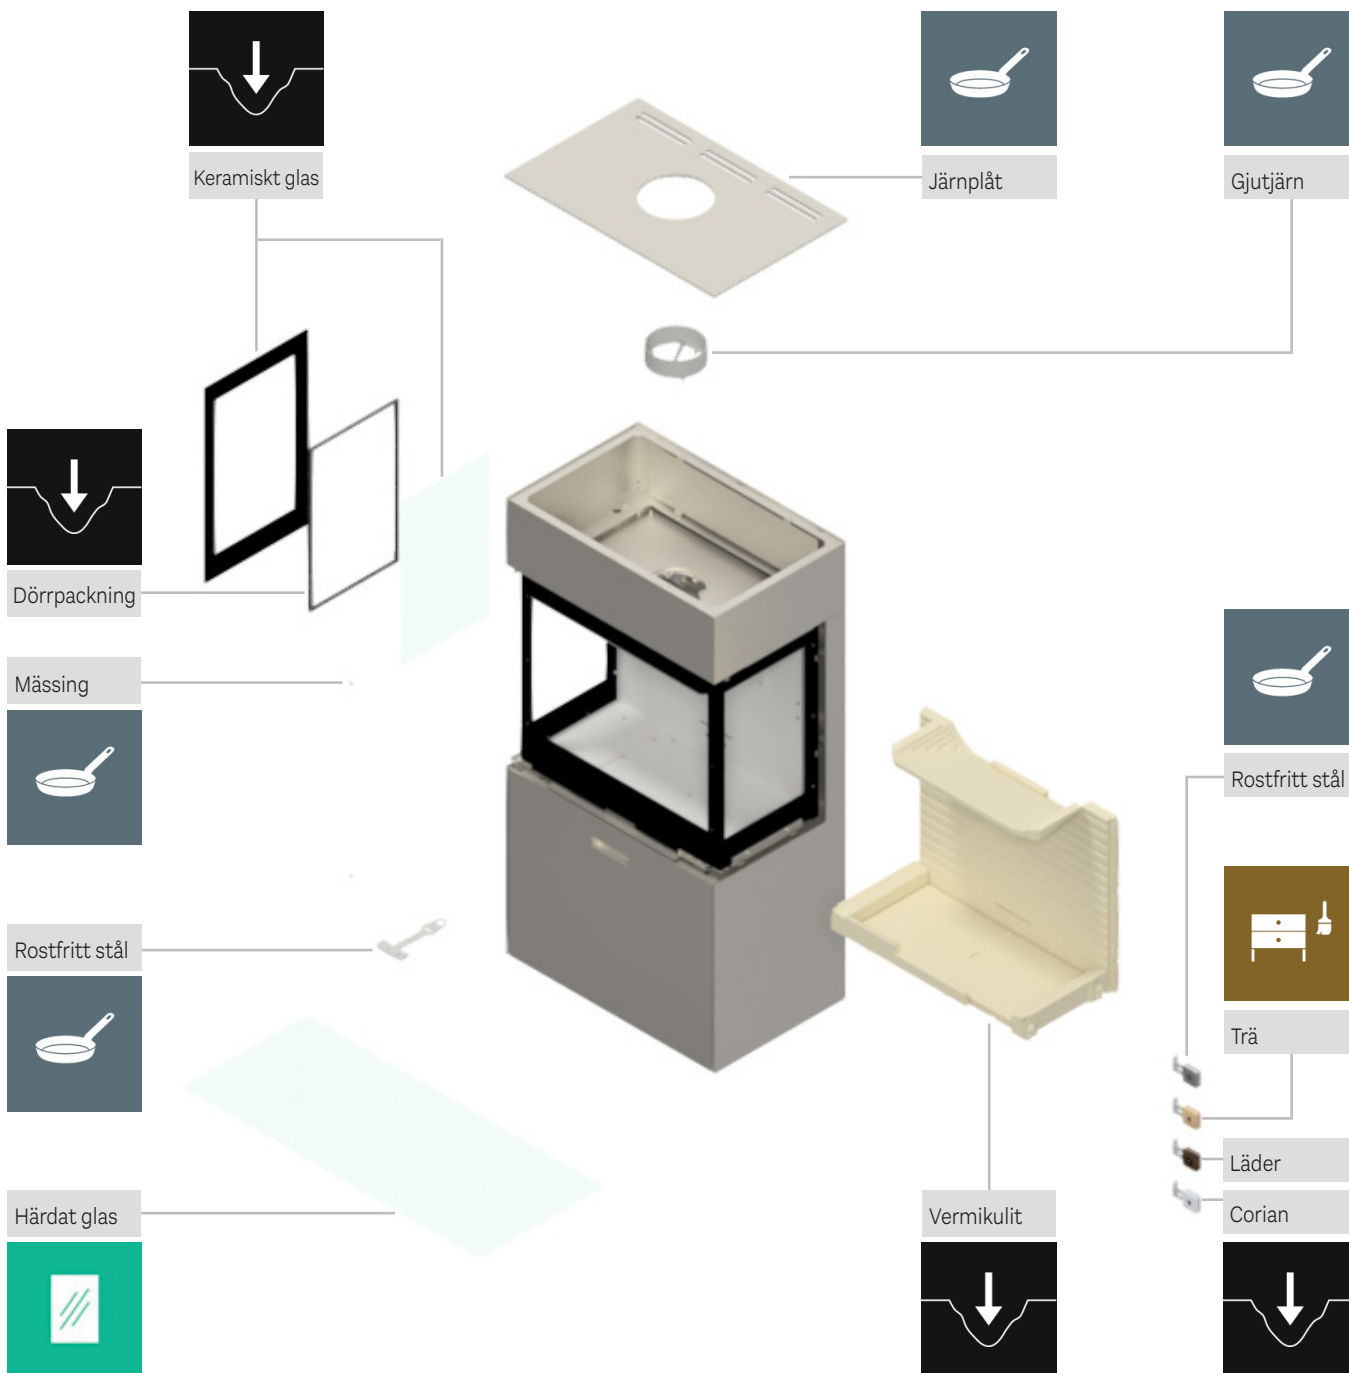 Keramiskt glas
Järnplåt
Gjutjärn
Dörrpackning
Mässing
Rostfritt stål
Rostfritt stål
Trä
Läder
Härdat glas
Vermikulit
Corian